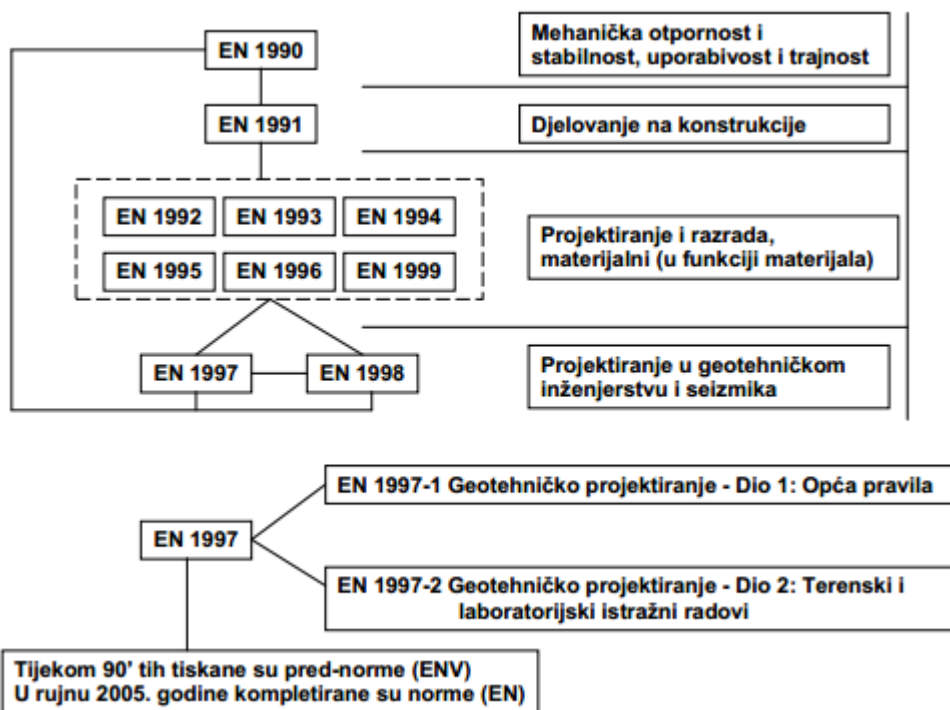 EN 1990
Mehanička otpornost i
stabilnost, uporabivost i trajnost
EN 1991
Djelovanje na konstrukcije
EN 1992
EN 1993
EN 1994
EN 1995
EN 1996
EN 1999
Projektiranje i razrada,
materijalni (u funkciji materijala)
EN 1997
EN 1998
Projektiranje u geotehničkom
inženjerstvu i seizmika
EN 1997-1 Geotehničko projektiranje - Dio 1: Opća pravila
EN 1997
EN 1997-2 Geotehničko projektiranje - Dio 2: Terenski i
laboratorijski istražni radovi
Tijekom 90' tih tiskane su pred-norme (ENV)
U rujnu 2005. godine kompletirane su norme (EN)